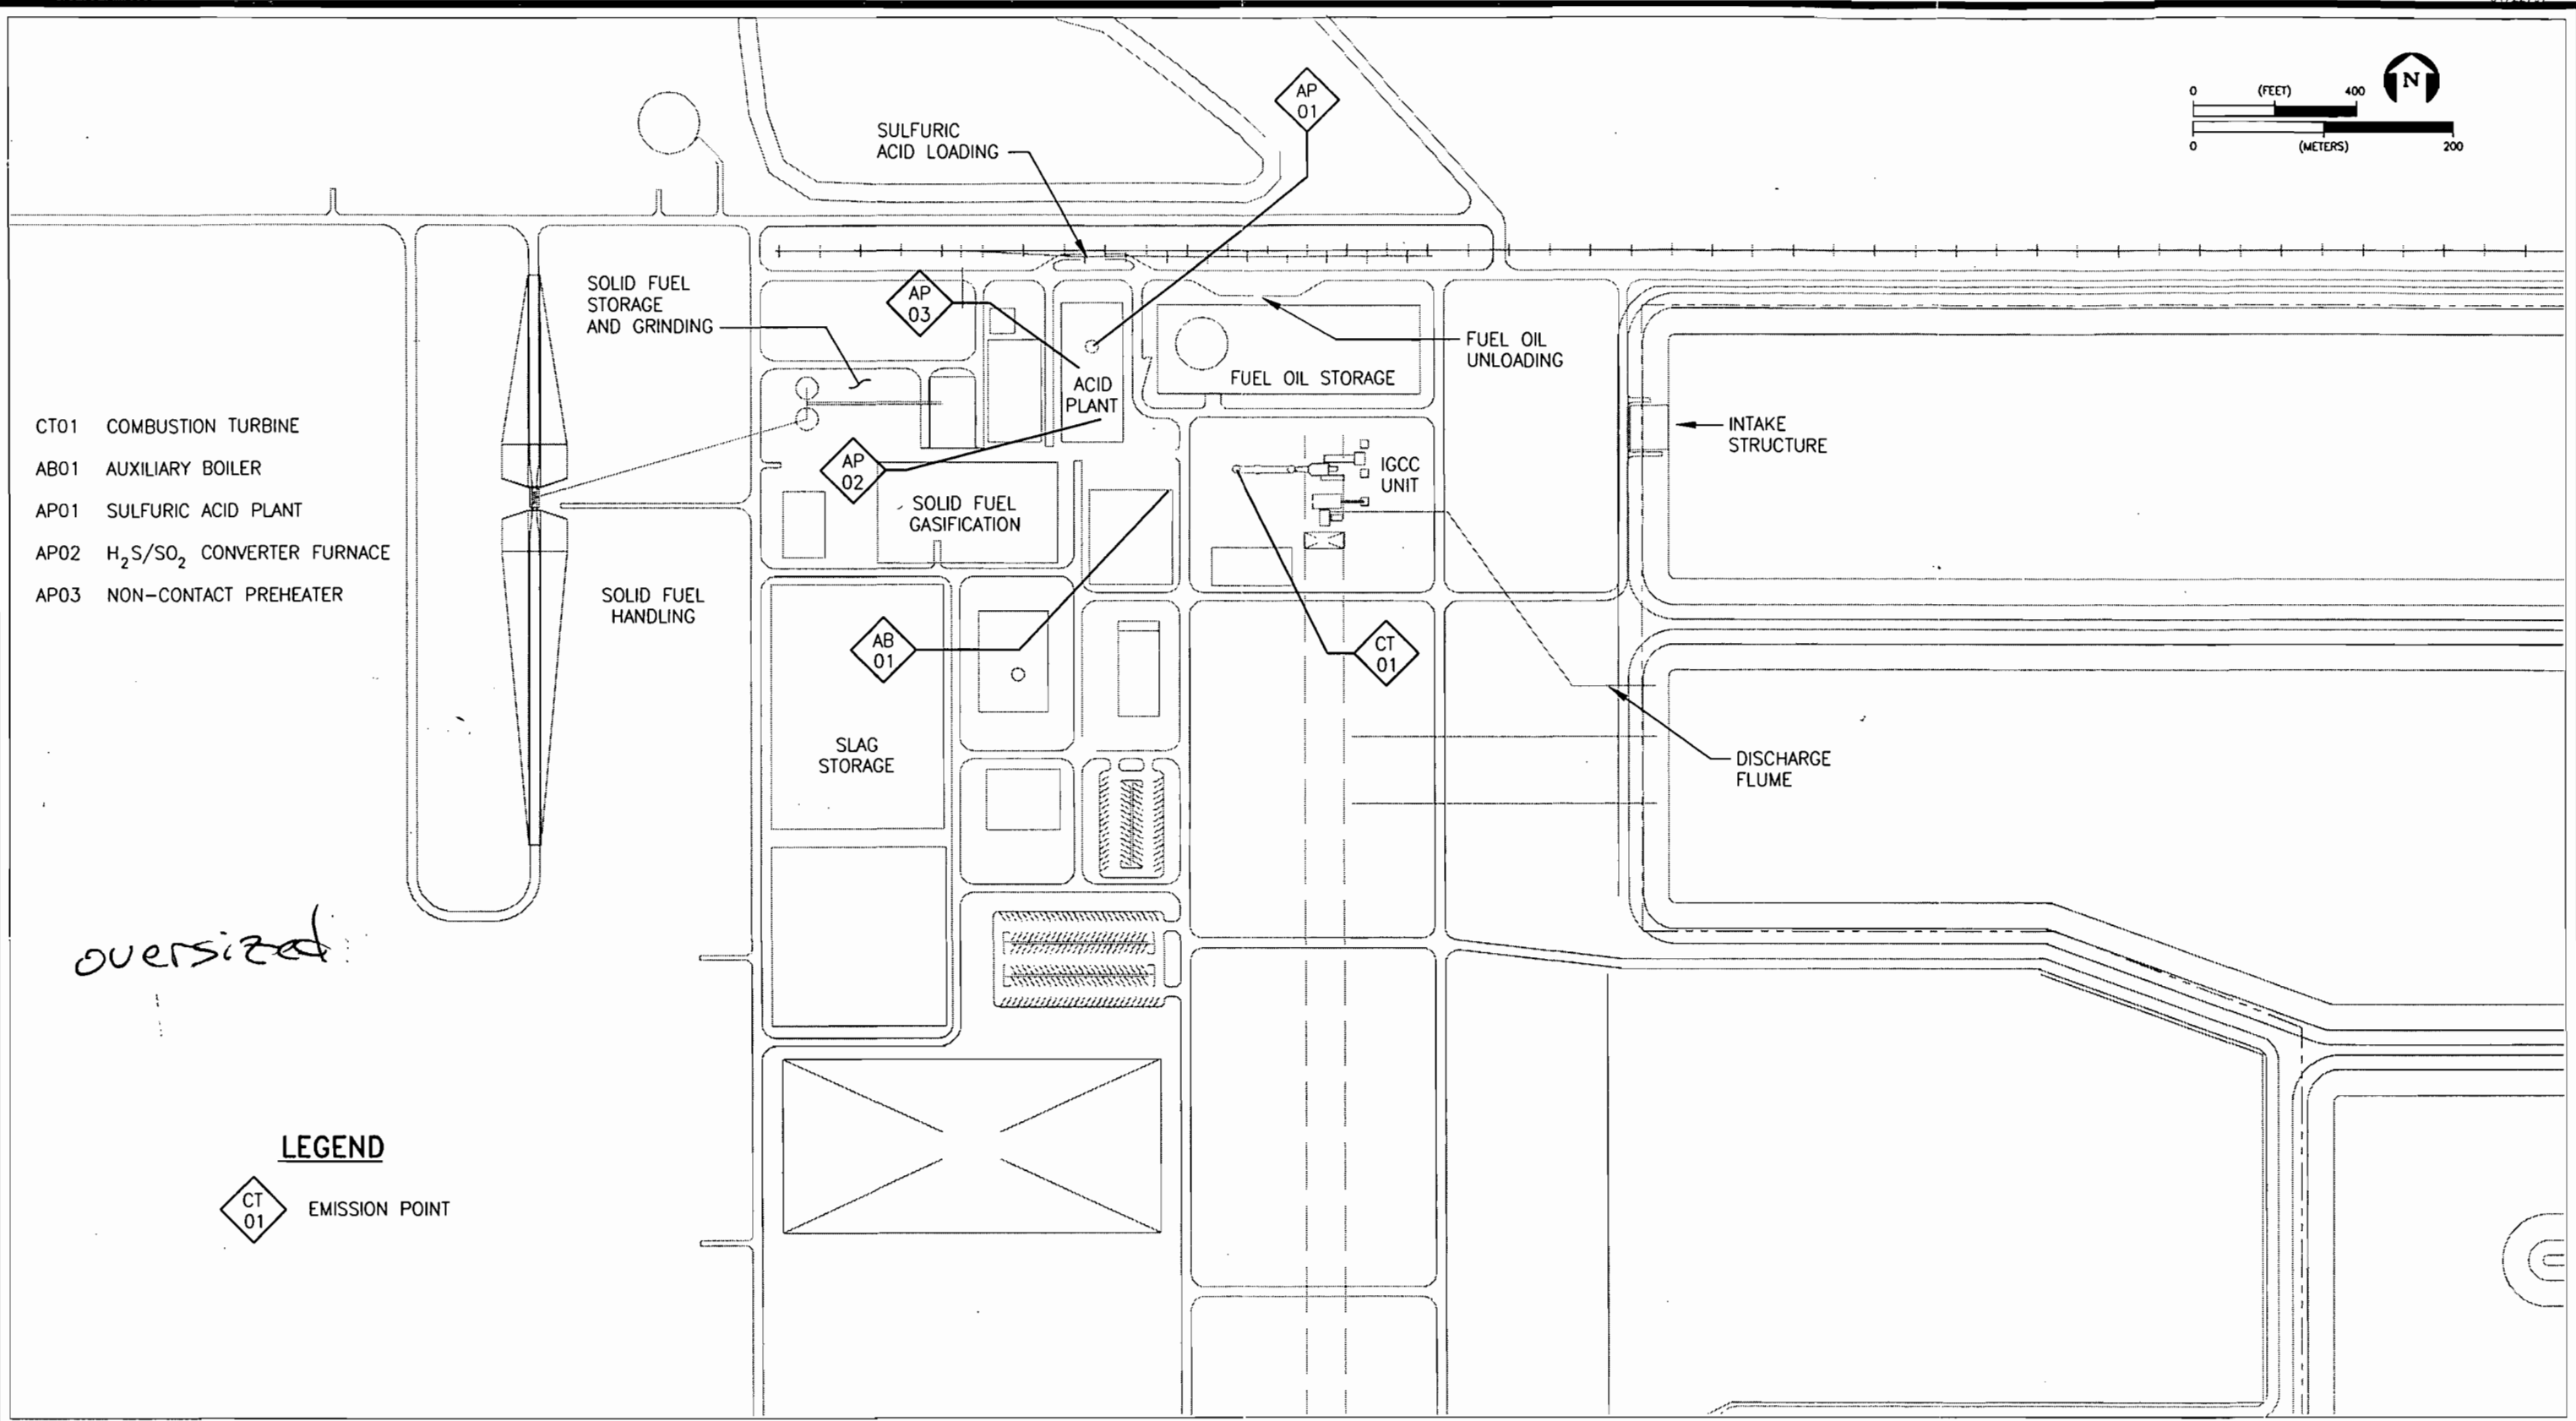 AP
01
N
0 (FEET) 400
0 (METERS) 200
SULFURIC
ACID LOADING
SOLID FUEL
STORAGE
AND GRINDING
AP
03
FUEL OIL
UNLOADING
ACID
PLANT
FUEL OIL STORAGE
INTAKE
STRUCTURE
CT01 COMBUSTION TURBINE
AB01 AUXILIARY BOILER
AP01 SULFURIC ACID PLANT
AP02 H₂S/SO₂ CONVERTER FURNACE
AP03 NON-CONTACT PREHEATER
AP
02
IGCC
UNIT
SOLID FUEL
GASIFICATION
SOLID FUEL
HANDLING
AB
01
CT
01
SLAG
STORAGE
DISCHARGE
FLUME
oversized
LEGEND
CT
01
EMISSION POINT